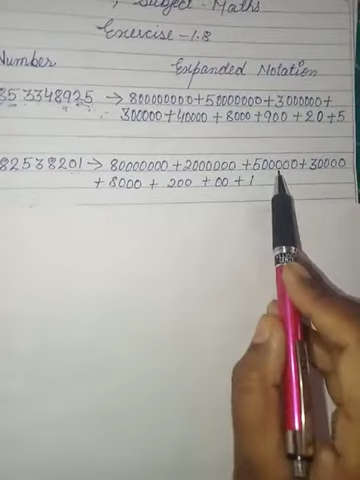 , Subject - Maths
Exercise - 1.8
Number Expanded Notation
853348925 → 800000000 + 50000000 + 3000000 +
300000 + 40000 + 8000 + 900 + 20 + 5
82538201 → 80000000 + 2000000 + 500000 + 30000
+ 8000 + 200 + 00 + 1